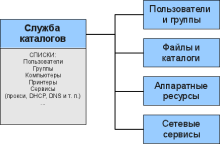 Служба
каталогов
СПИСКИ:
Пользователи
Группы
Компьютеры
Принтеры
Сервисы
(прокси, DHCP, DNS и т. п.)
...
Пользователи
и группы
Файлы и
каталоги
Аппаратные
ресурсы
Сетевые
сервисы